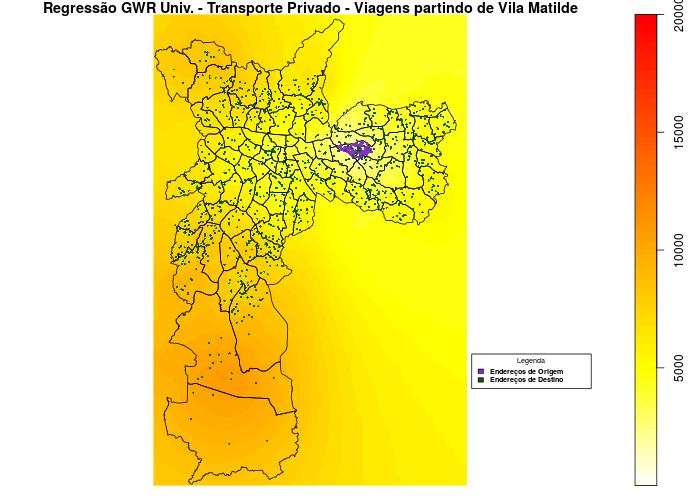 Regressão GWR Univ. - Transporte Privado - Viagens partindo de Vila Matilde
20000
15000
10000
5000
Legenda
Endereços de Origem
Endereços de Destino